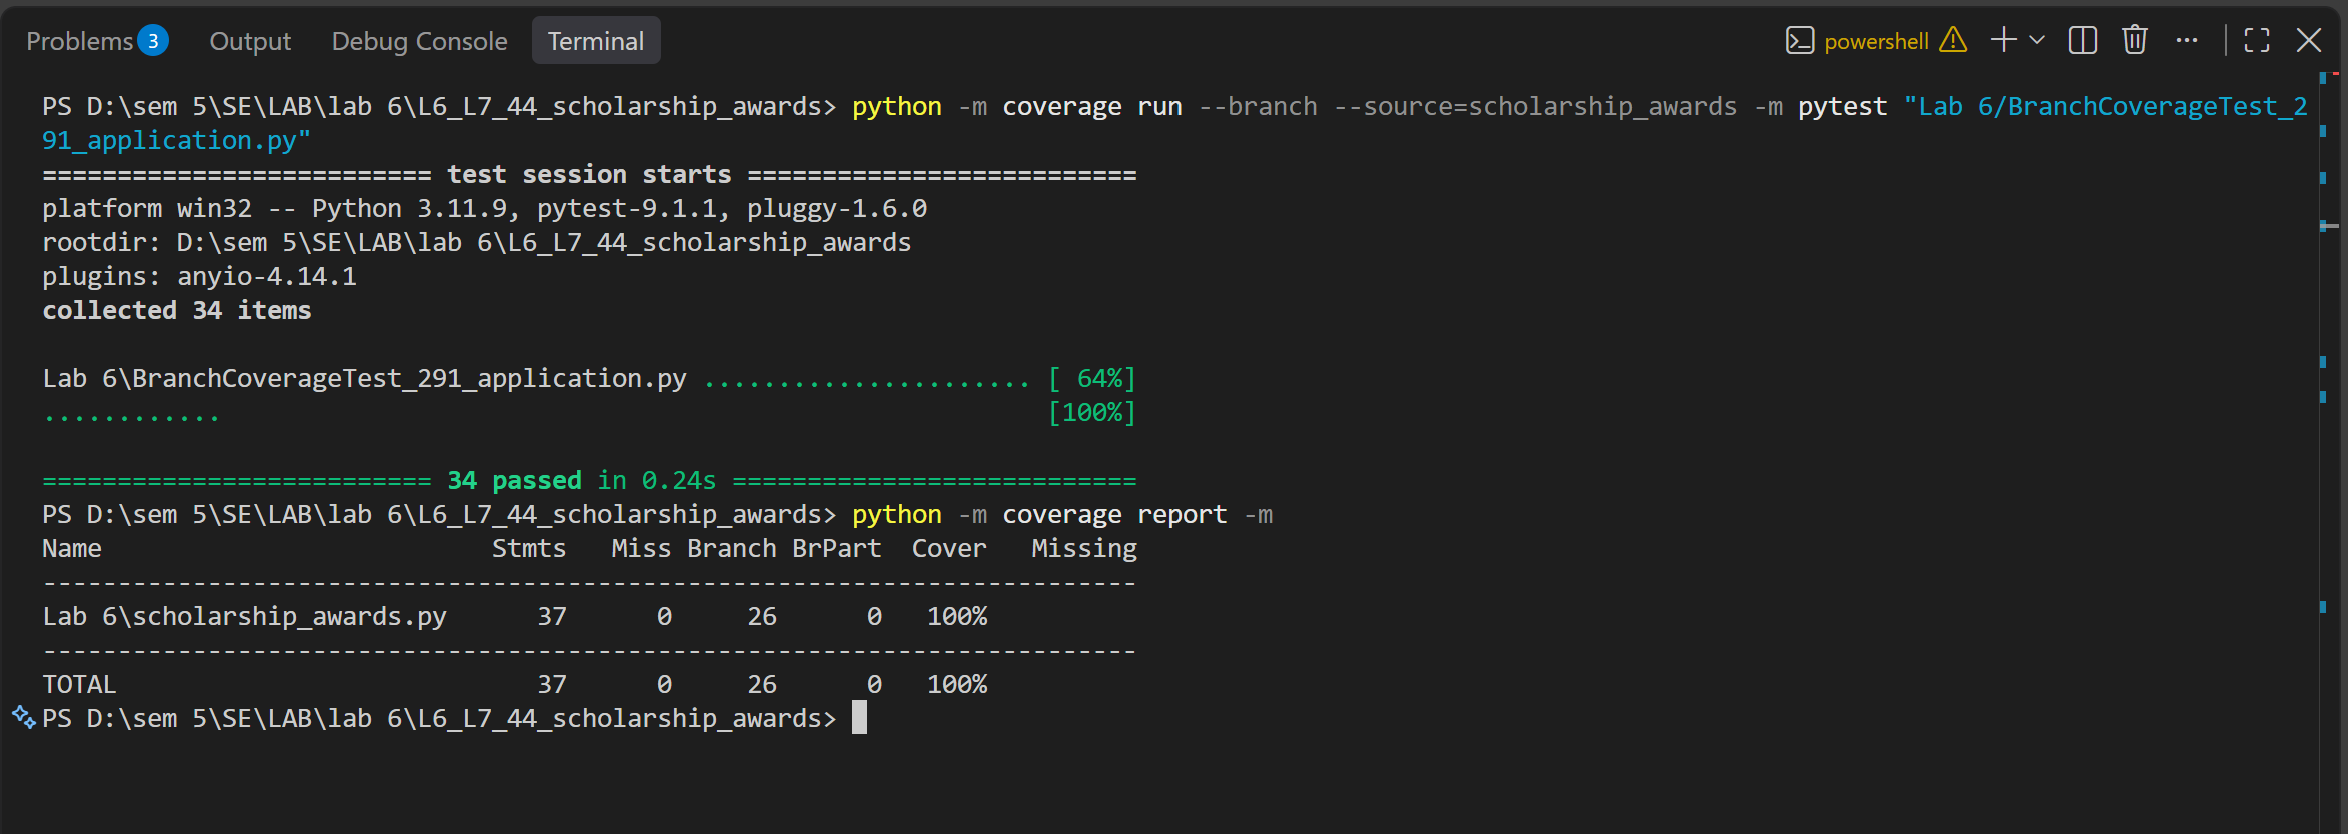 Problems 3 Output Debug Console Terminal powershell
PS D:\sem 5\SE\LAB\lab 6\L6_L7_44_scholarship_awards> python -m coverage run --branch --source=scholarship_awards -m pytest "Lab 6/BranchCoverageTest_2
91_application.py"
========================== test session starts ==========================
platform win32 -- Python 3.11.9, pytest-9.1.1, pluggy-1.6.0
rootdir: D:\sem 5\SE\LAB\lab 6\L6_L7_44_scholarship_awards
plugins: anyio-4.14.1
collected 34 items
Lab 6\BranchCoverageTest_291_application.py ...................... [ 64%]
............                                                       [100%]
========================== 34 passed in 0.24s ===========================
PS D:\sem 5\SE\LAB\lab 6\L6_L7_44_scholarship_awards> python -m coverage report -m
Name                          Stmts   Miss Branch BrPart  Cover   Missing
-------------------------------------------------------------------------
Lab 6\scholarship_awards.py      37      0     26      0   100%
-------------------------------------------------------------------------
TOTAL                            37      0     26      0   100%
PS D:\sem 5\SE\LAB\lab 6\L6_L7_44_scholarship_awards>